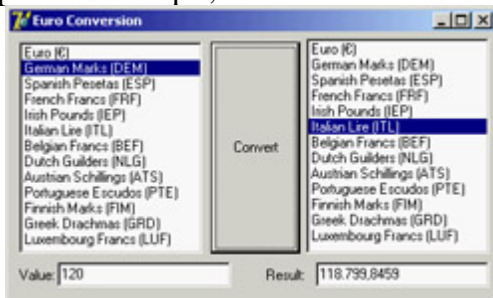 Euro Conversion
Euro (€)
German Marks (DEM)
Spanish Pesetas (ESP)
French Francs (FRF)
Irish Pounds (IEP)
Italian Lire (ITL)
Belgian Francs (BEF)
Dutch Guilders (NLG)
Austrian Schillings (ATS)
Portuguese Escudos (PTE)
Finnish Marks (FIM)
Greek Drachmas (GRD)
Luxembourg Francs (LUF)
Convert
Euro (€)
German Marks (DEM)
Spanish Pesetas (ESP)
French Francs (FRF)
Irish Pounds (IEP)
Italian Lire (ITL)
Belgian Francs (BEF)
Dutch Guilders (NLG)
Austrian Schillings (ATS)
Portuguese Escudos (PTE)
Finnish Marks (FIM)
Greek Drachmas (GRD)
Luxembourg Francs (LUF)
Value: 120
Result: 118.799,8459